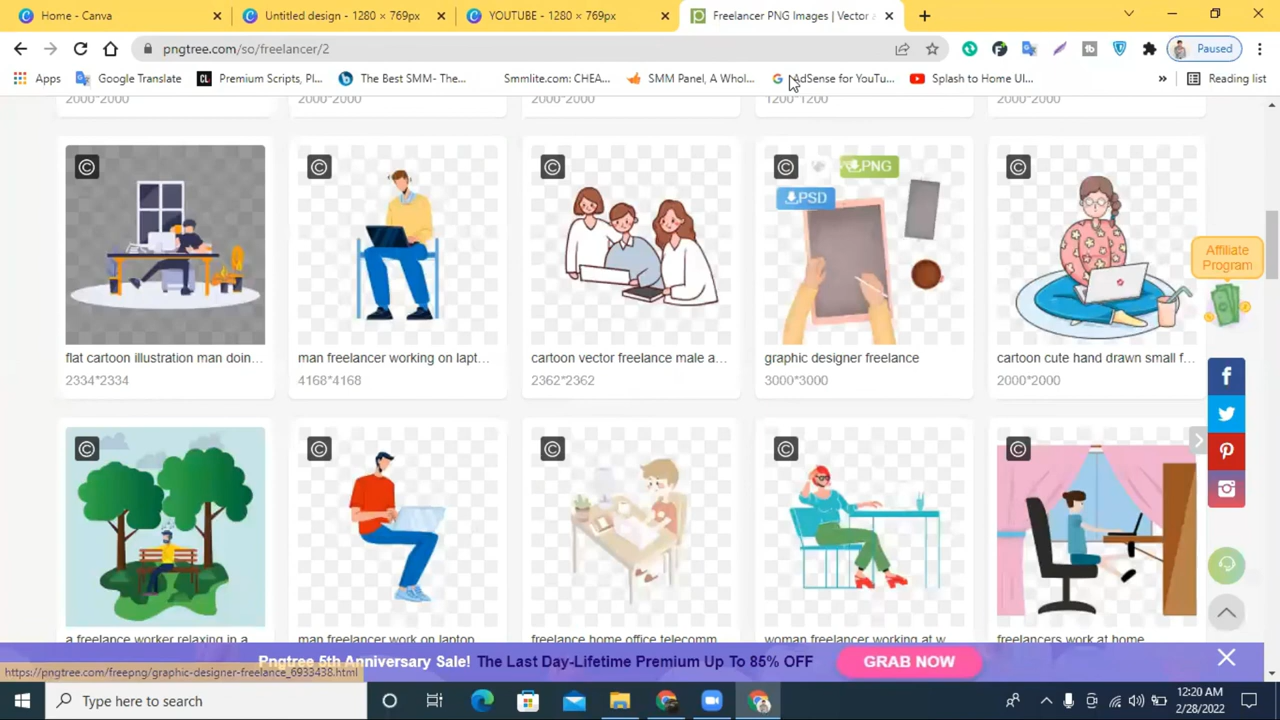 Home - Canva
Untitled design - 1280 × 769px
YOUTUBE - 1280 × 769px
Freelancer PNG Images | Vector a
pngtree.com/so/freelancer/2
Paused
Apps
Google Translate
CL
Premium Scripts, Pl...
The Best SMM- The...
Smmlite.com: CHEA...
SMM Panel, A Whol...
AdSense for YouTu...
Splash to Home UI...
»
Reading list
2000*2000
2000*2000
2000*2000
1200*1200
2000*2000
PNG
PSD
Affiliate
Program
flat cartoon illustration man doin...
man freelancer working on lapt...
cartoon vector freelance male a...
graphic designer freelance
cartoon cute hand drawn small f...
2334*2334
4168*4168
2362*2362
3000*3000
2000*2000
a freelance worker relaxing in a
man freelancer work on laptop
freelance home office telecomm
woman freelancer working at w
freelancers work at home
Pngtree 5th Anniversary Sale! The Last Day-Lifetime Premium Up To 85% OFF
GRAB NOW
https://pngtree.com/freepng/graphic-designer-freelance_6933438.html
Type here to search
12:20 AM
2/28/2022